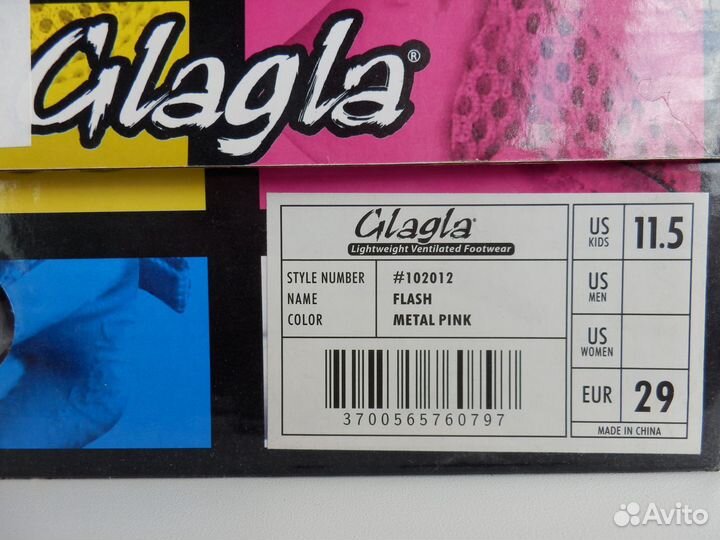 Glagla®
Glagla®
Lightweight Ventilated Footwear
STYLE NUMBER #102012
NAME FLASH
COLOR METAL PINK
3700565760797
US KIDS 11.5
US MEN
US WOMEN
EUR 29
MADE IN CHINA
Avito